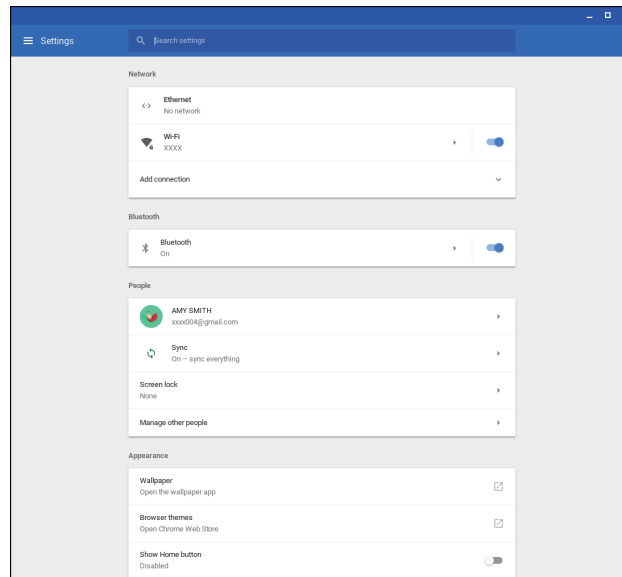 Settings
Search settings
Network
Ethernet
No network
Wi-Fi
XXXX
Add connection
Bluetooth
Bluetooth
On
People
AMY SMITH
xxxx004@gmail.com
Sync
On – sync everything
Screen lock
None
Manage other people
Appearance
Wallpaper
Open the wallpaper app
Browser themes
Open Chrome Web Store
Show Home button
Disabled